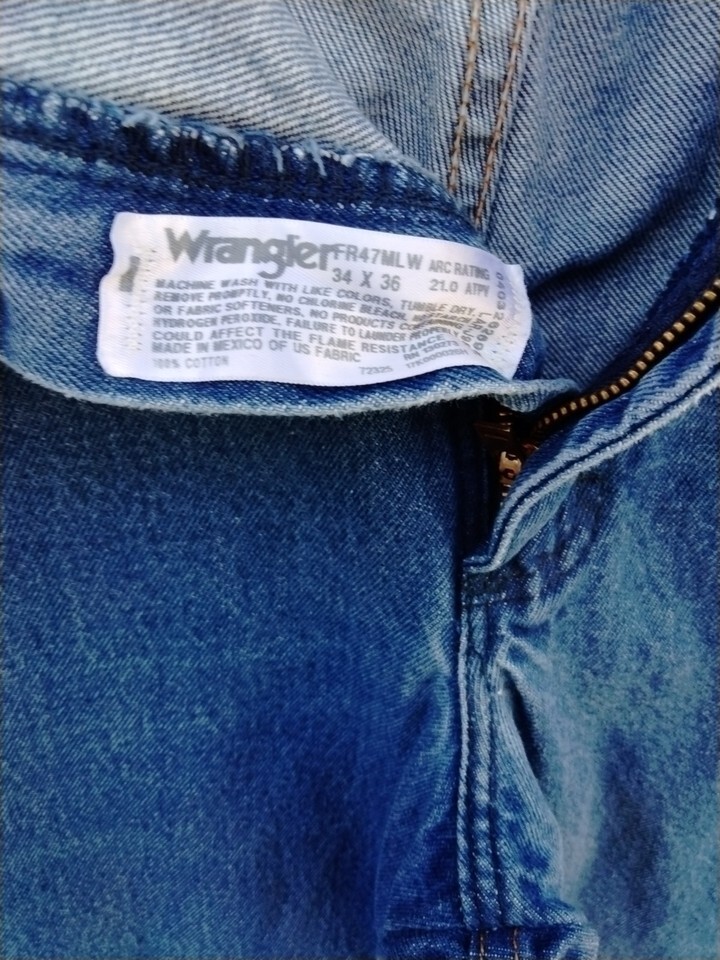 Wrangler FR47MLW ARC RATING
34 X 36 21.0 ATPV
MACHINE WASH WITH LIKE COLORS, TUMBLE DRY,
REMOVE PROMPTLY, NO CHLORINE BLEACH,
OR FABRIC SOFTENERS, NO PRODUCTS
HYDROGEN PEROXIDE. FAILURE TO LAUNDER PROPERLY
COULD AFFECT THE FLAME RESISTANCE
MADE IN MEXICO OF US FABRIC
100% COTTON 72325